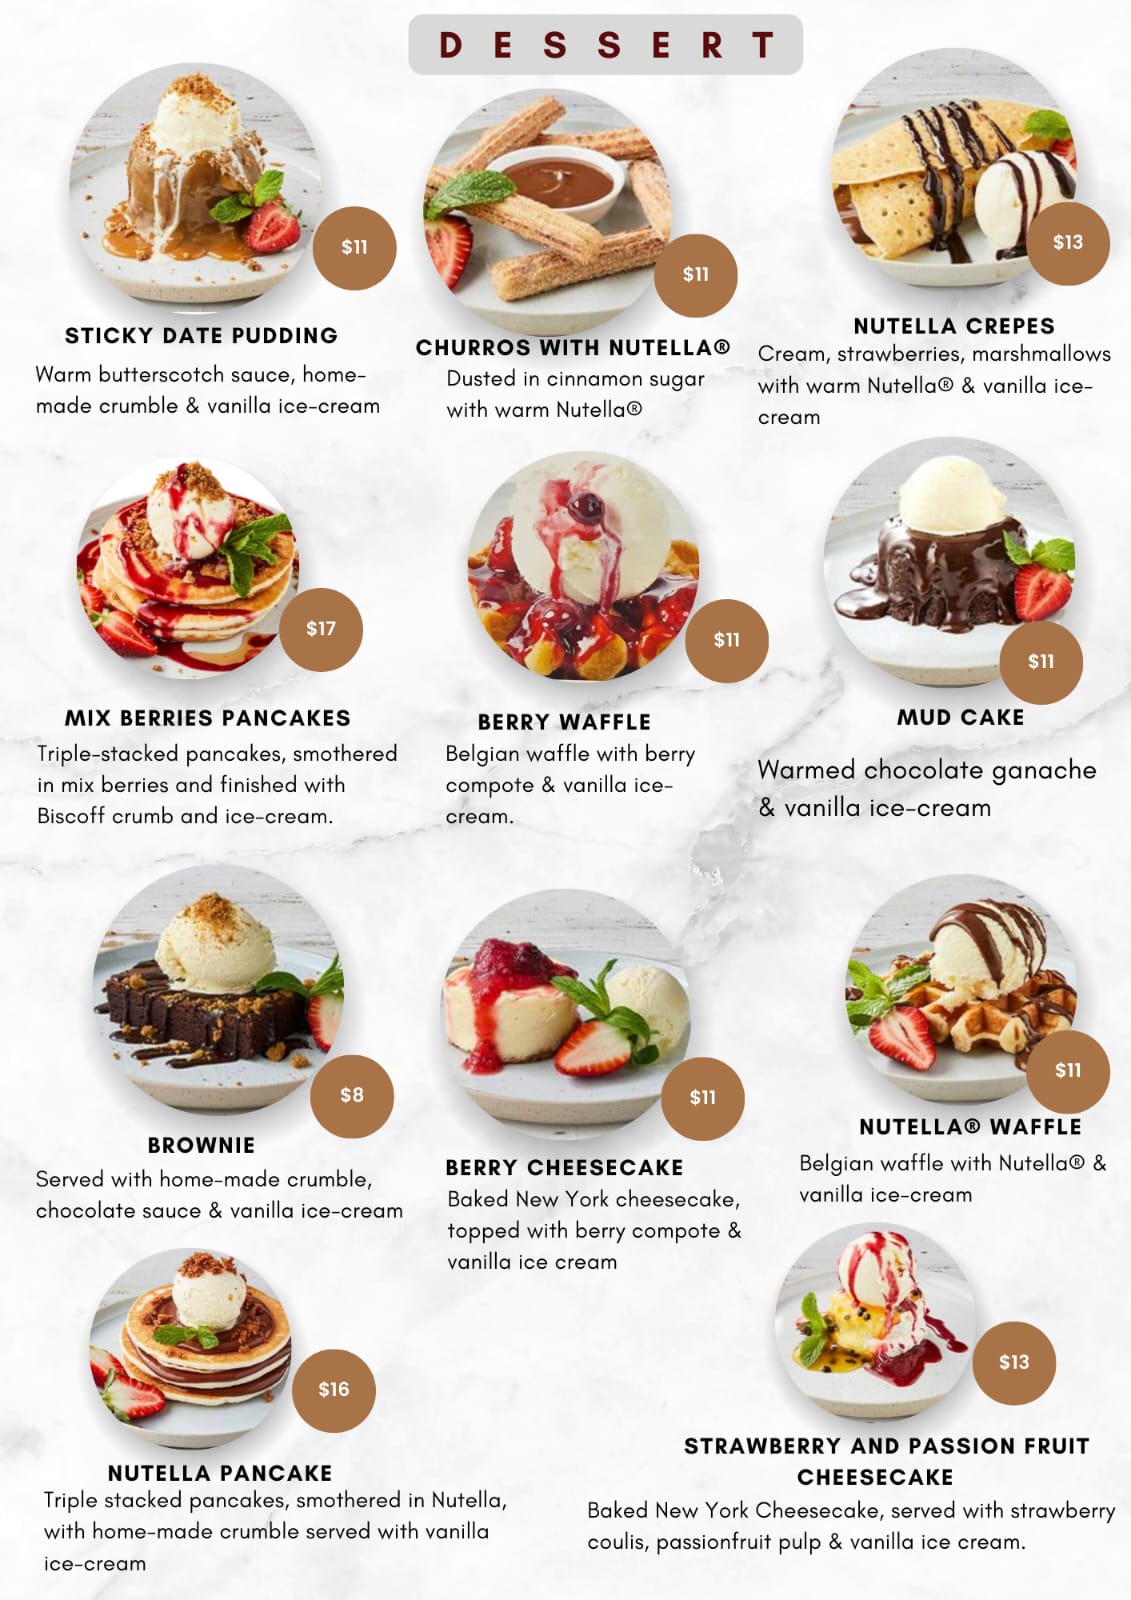 DESSERT
$11
STICKY DATE PUDDING
Warm butterscotch sauce, home-
made crumble & vanilla ice-cream
$11
CHURROS WITH NUTELLA®
Dusted in cinnamon sugar
with warm Nutella®
$13
NUTELLA CREPES
Cream, strawberries, marshmallows
with warm Nutella® & vanilla ice-
cream
$17
MIX BERRIES PANCAKES
Triple-stacked pancakes, smothered
in mix berries and finished with
Biscoff crumb and ice-cream.
$11
BERRY WAFFLE
Belgian waffle with berry
compote & vanilla ice-
cream.
$11
MUD CAKE
Warmed chocolate ganache
& vanilla ice-cream
$8
BROWNIE
Served with home-made crumble,
chocolate sauce & vanilla ice-cream
$11
BERRY CHEESECAKE
Baked New York cheesecake,
topped with berry compote &
vanilla ice cream
$11
NUTELLA® WAFFLE
Belgian waffle with Nutella® &
vanilla ice-cream
$16
NUTELLA PANCAKE
Triple stacked pancakes, smothered in Nutella,
with home-made crumble served with vanilla
ice-cream
$13
STRAWBERRY AND PASSION FRUIT
CHEESECAKE
Baked New York Cheesecake, served with strawberry
coulis, passionfruit pulp & vanilla ice cream.